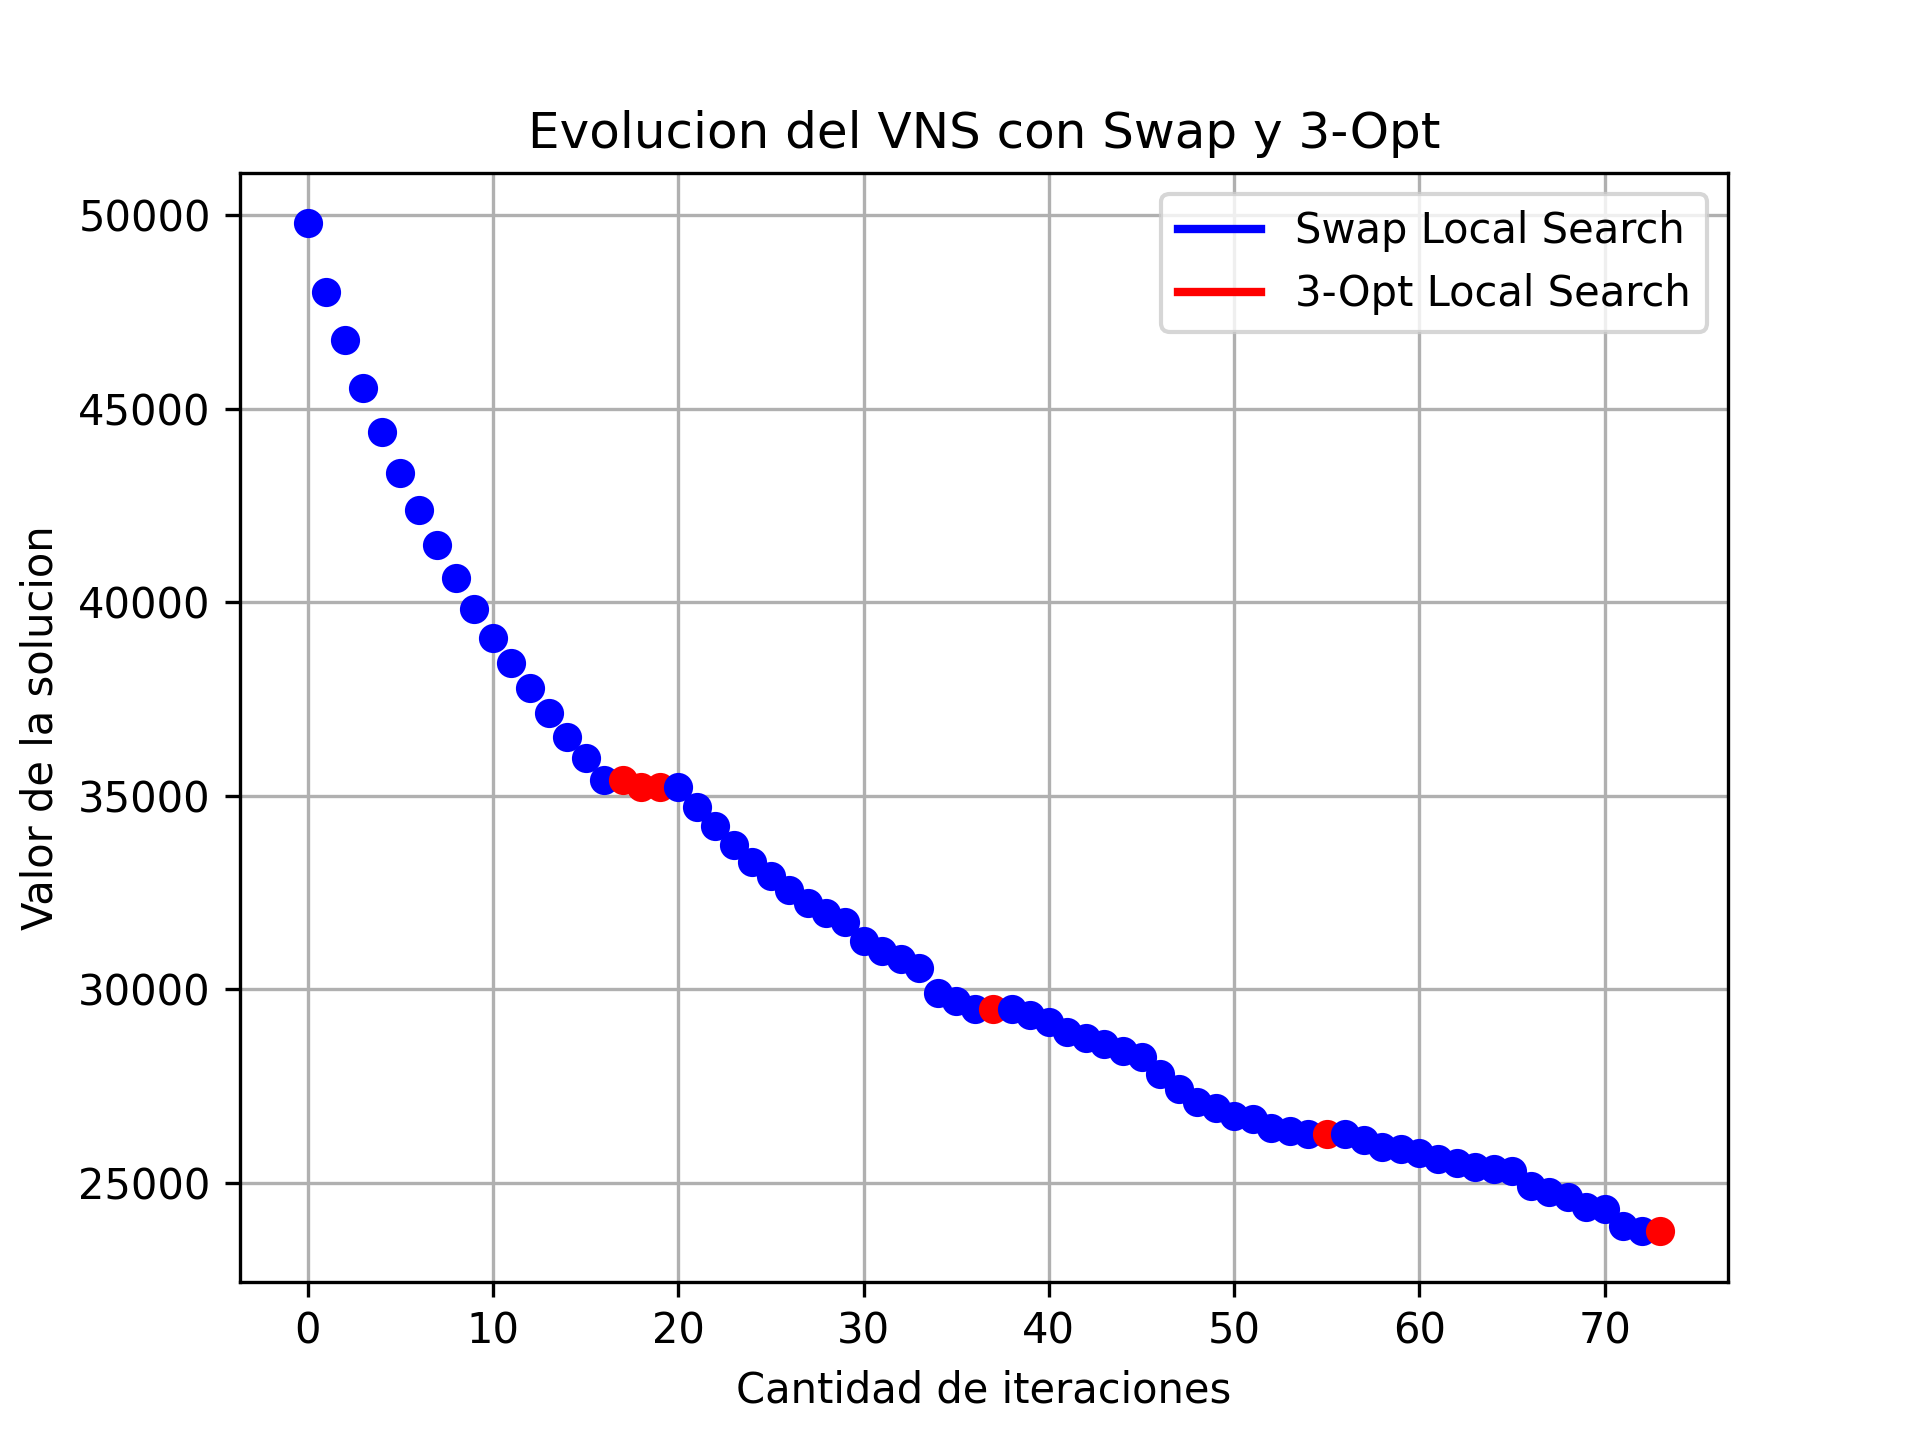 Evolucion del VNS con Swap y 3-Opt
Swap Local Search
3-Opt Local Search
Valor de la solucion
50000
45000
40000
35000
30000
25000
0 10 20 30 40 50 60 70
Cantidad de iteraciones